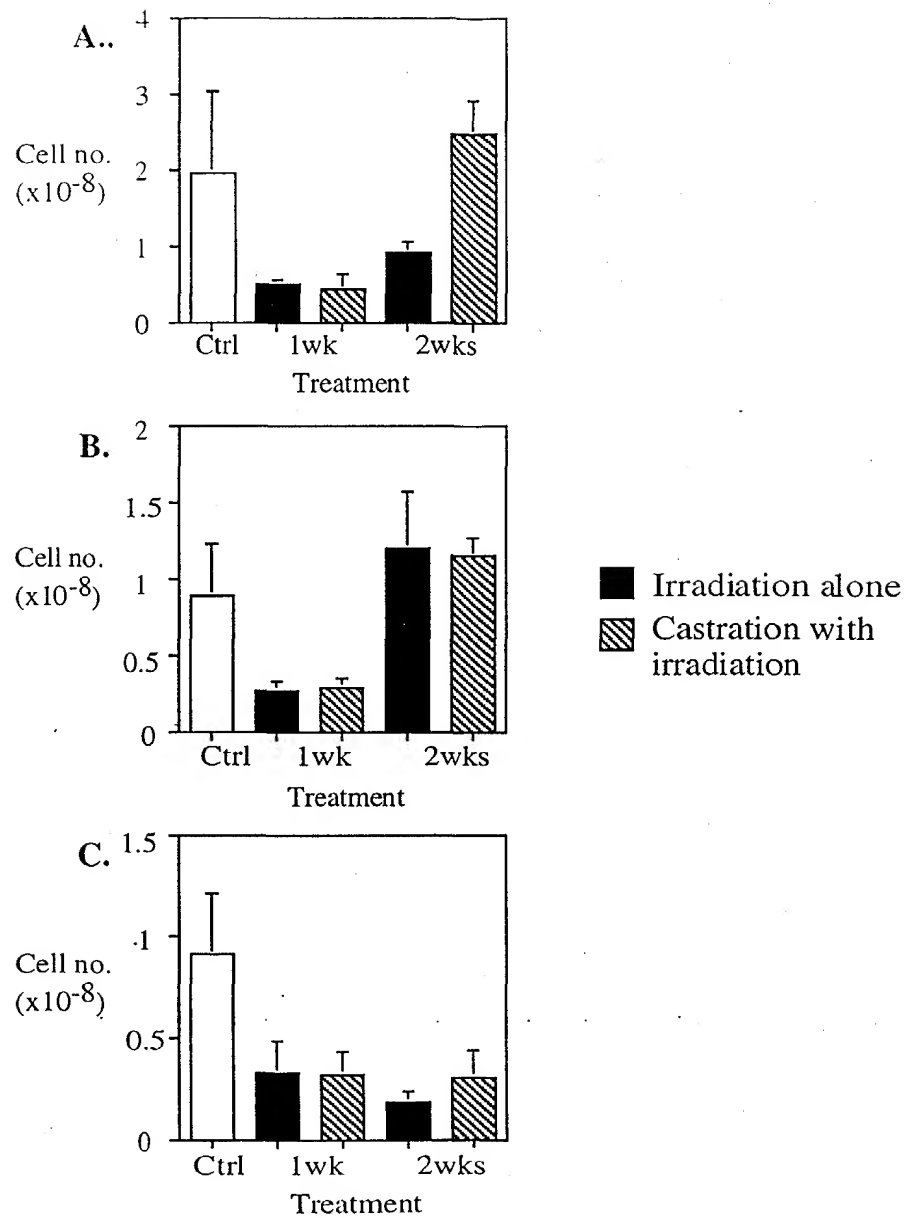 A..
4
3
2
1
0
Cell no.
(x10-8)
Ctrl 1wk 2wks
Treatment
B.
2
1.5
1
0.5
0
Cell no.
(x10-8)
Ctrl 1wk 2wks
Treatment
Irradiation alone
Castration with
irradiation
C.
1.5
.1
0.5
0
Cell no.
(x10-8)
Ctrl 1wk 2wks
Treatment